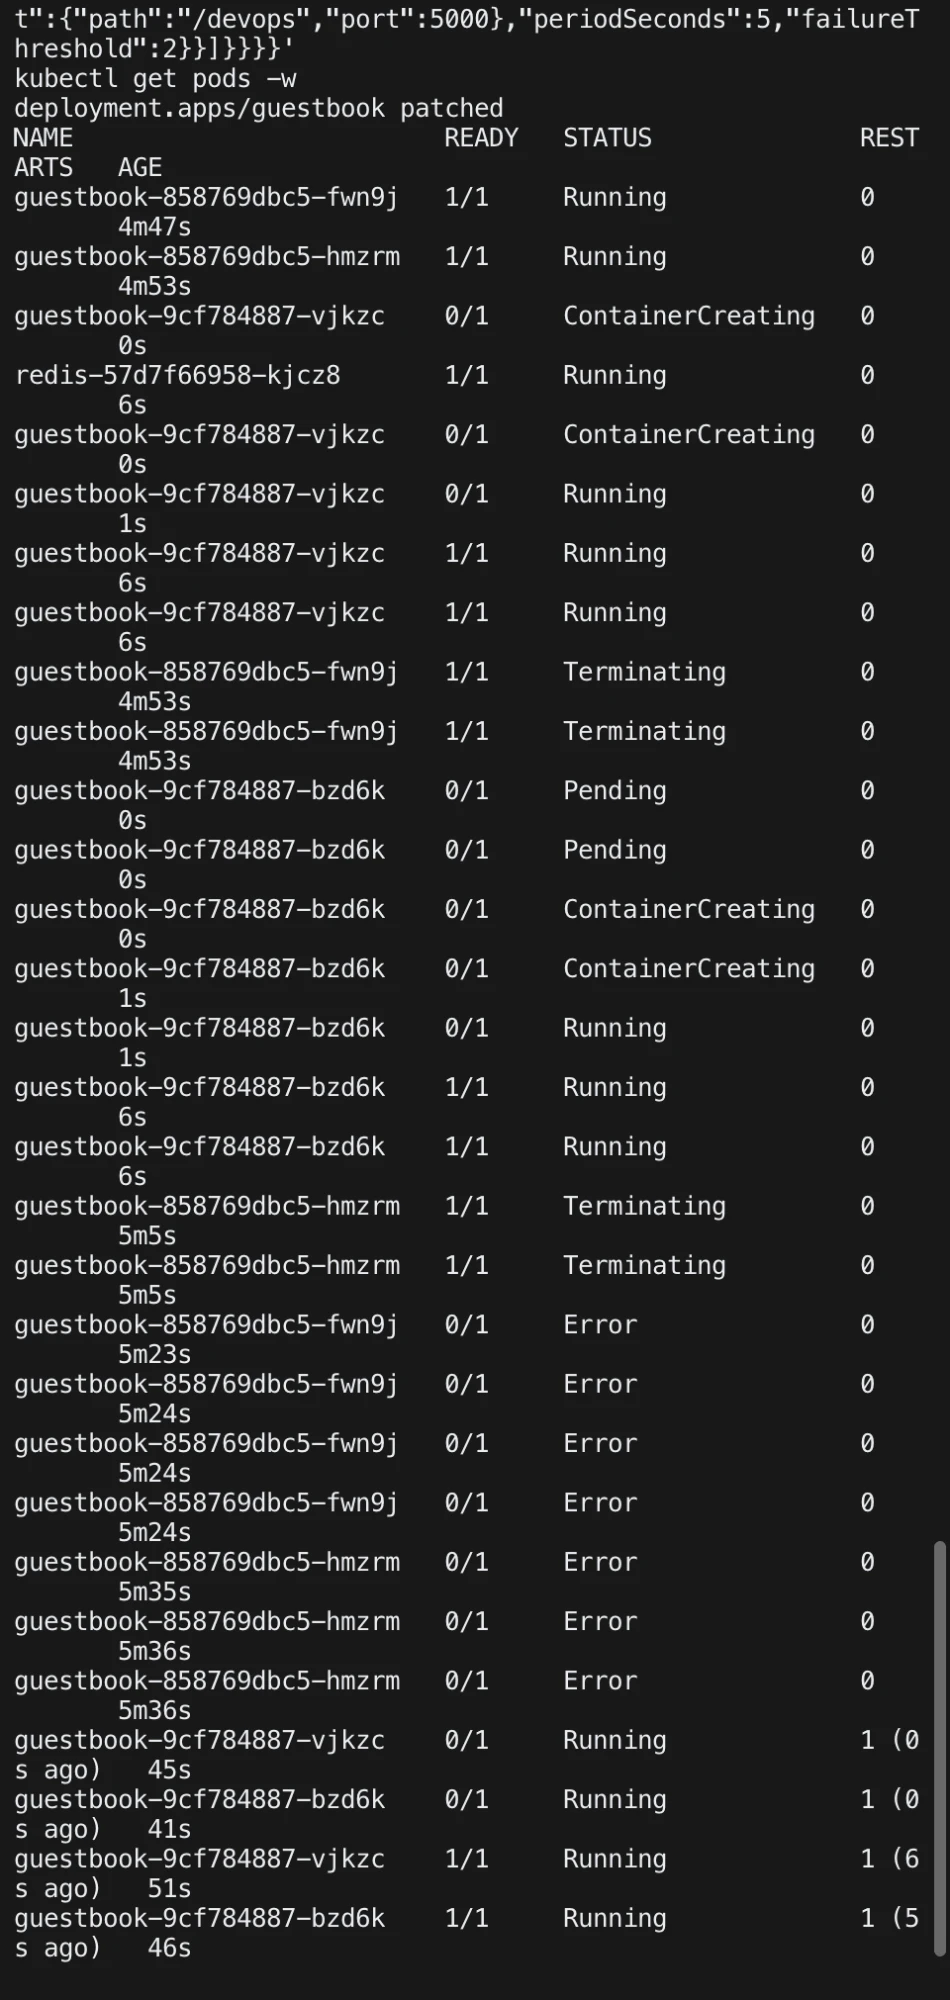 t":{"path":"/devops","port":5000},"periodSeconds":5,"failureT
hreshold":2}}]}}}}'
kubectl get pods -w
deployment.apps/guestbook patched
NAME                         READY   STATUS              REST
ARTS   AGE
guestbook-858769dbc5-fwn9j   1/1     Running             0
       4m47s
guestbook-858769dbc5-hmzrm   1/1     Running             0
       4m53s
guestbook-9cf784887-vjkzc    0/1     ContainerCreating   0
       0s
redis-57d7f66958-kjcz8       1/1     Running             0
       6s
guestbook-9cf784887-vjkzc    0/1     ContainerCreating   0
       0s
guestbook-9cf784887-vjkzc    0/1     Running             0
       1s
guestbook-9cf784887-vjkzc    1/1     Running             0
       6s
guestbook-9cf784887-vjkzc    1/1     Running             0
       6s
guestbook-858769dbc5-fwn9j   1/1     Terminating         0
       4m53s
guestbook-858769dbc5-fwn9j   1/1     Terminating         0
       4m53s
guestbook-9cf784887-bzd6k    0/1     Pending             0
       0s
guestbook-9cf784887-bzd6k    0/1     Pending             0
       0s
guestbook-9cf784887-bzd6k    0/1     ContainerCreating   0
       0s
guestbook-9cf784887-bzd6k    0/1     ContainerCreating   0
       1s
guestbook-9cf784887-bzd6k    0/1     Running             0
       1s
guestbook-9cf784887-bzd6k    1/1     Running             0
       6s
guestbook-9cf784887-bzd6k    1/1     Running             0
       6s
guestbook-858769dbc5-hmzrm   1/1     Terminating         0
       5m5s
guestbook-858769dbc5-hmzrm   1/1     Terminating         0
       5m5s
guestbook-858769dbc5-fwn9j   0/1     Error               0
       5m23s
guestbook-858769dbc5-fwn9j   0/1     Error               0
       5m24s
guestbook-858769dbc5-fwn9j   0/1     Error               0
       5m24s
guestbook-858769dbc5-fwn9j   0/1     Error               0
       5m24s
guestbook-858769dbc5-hmzrm   0/1     Error               0
       5m35s
guestbook-858769dbc5-hmzrm   0/1     Error               0
       5m36s
guestbook-858769dbc5-hmzrm   0/1     Error               0
       5m36s
guestbook-9cf784887-vjkzc    0/1     Running             1 (0
s ago)   45s
guestbook-9cf784887-bzd6k    0/1     Running             1 (0
s ago)   41s
guestbook-9cf784887-vjkzc    1/1     Running             1 (6
s ago)   51s
guestbook-9cf784887-bzd6k    1/1     Running             1 (5
s ago)   46s